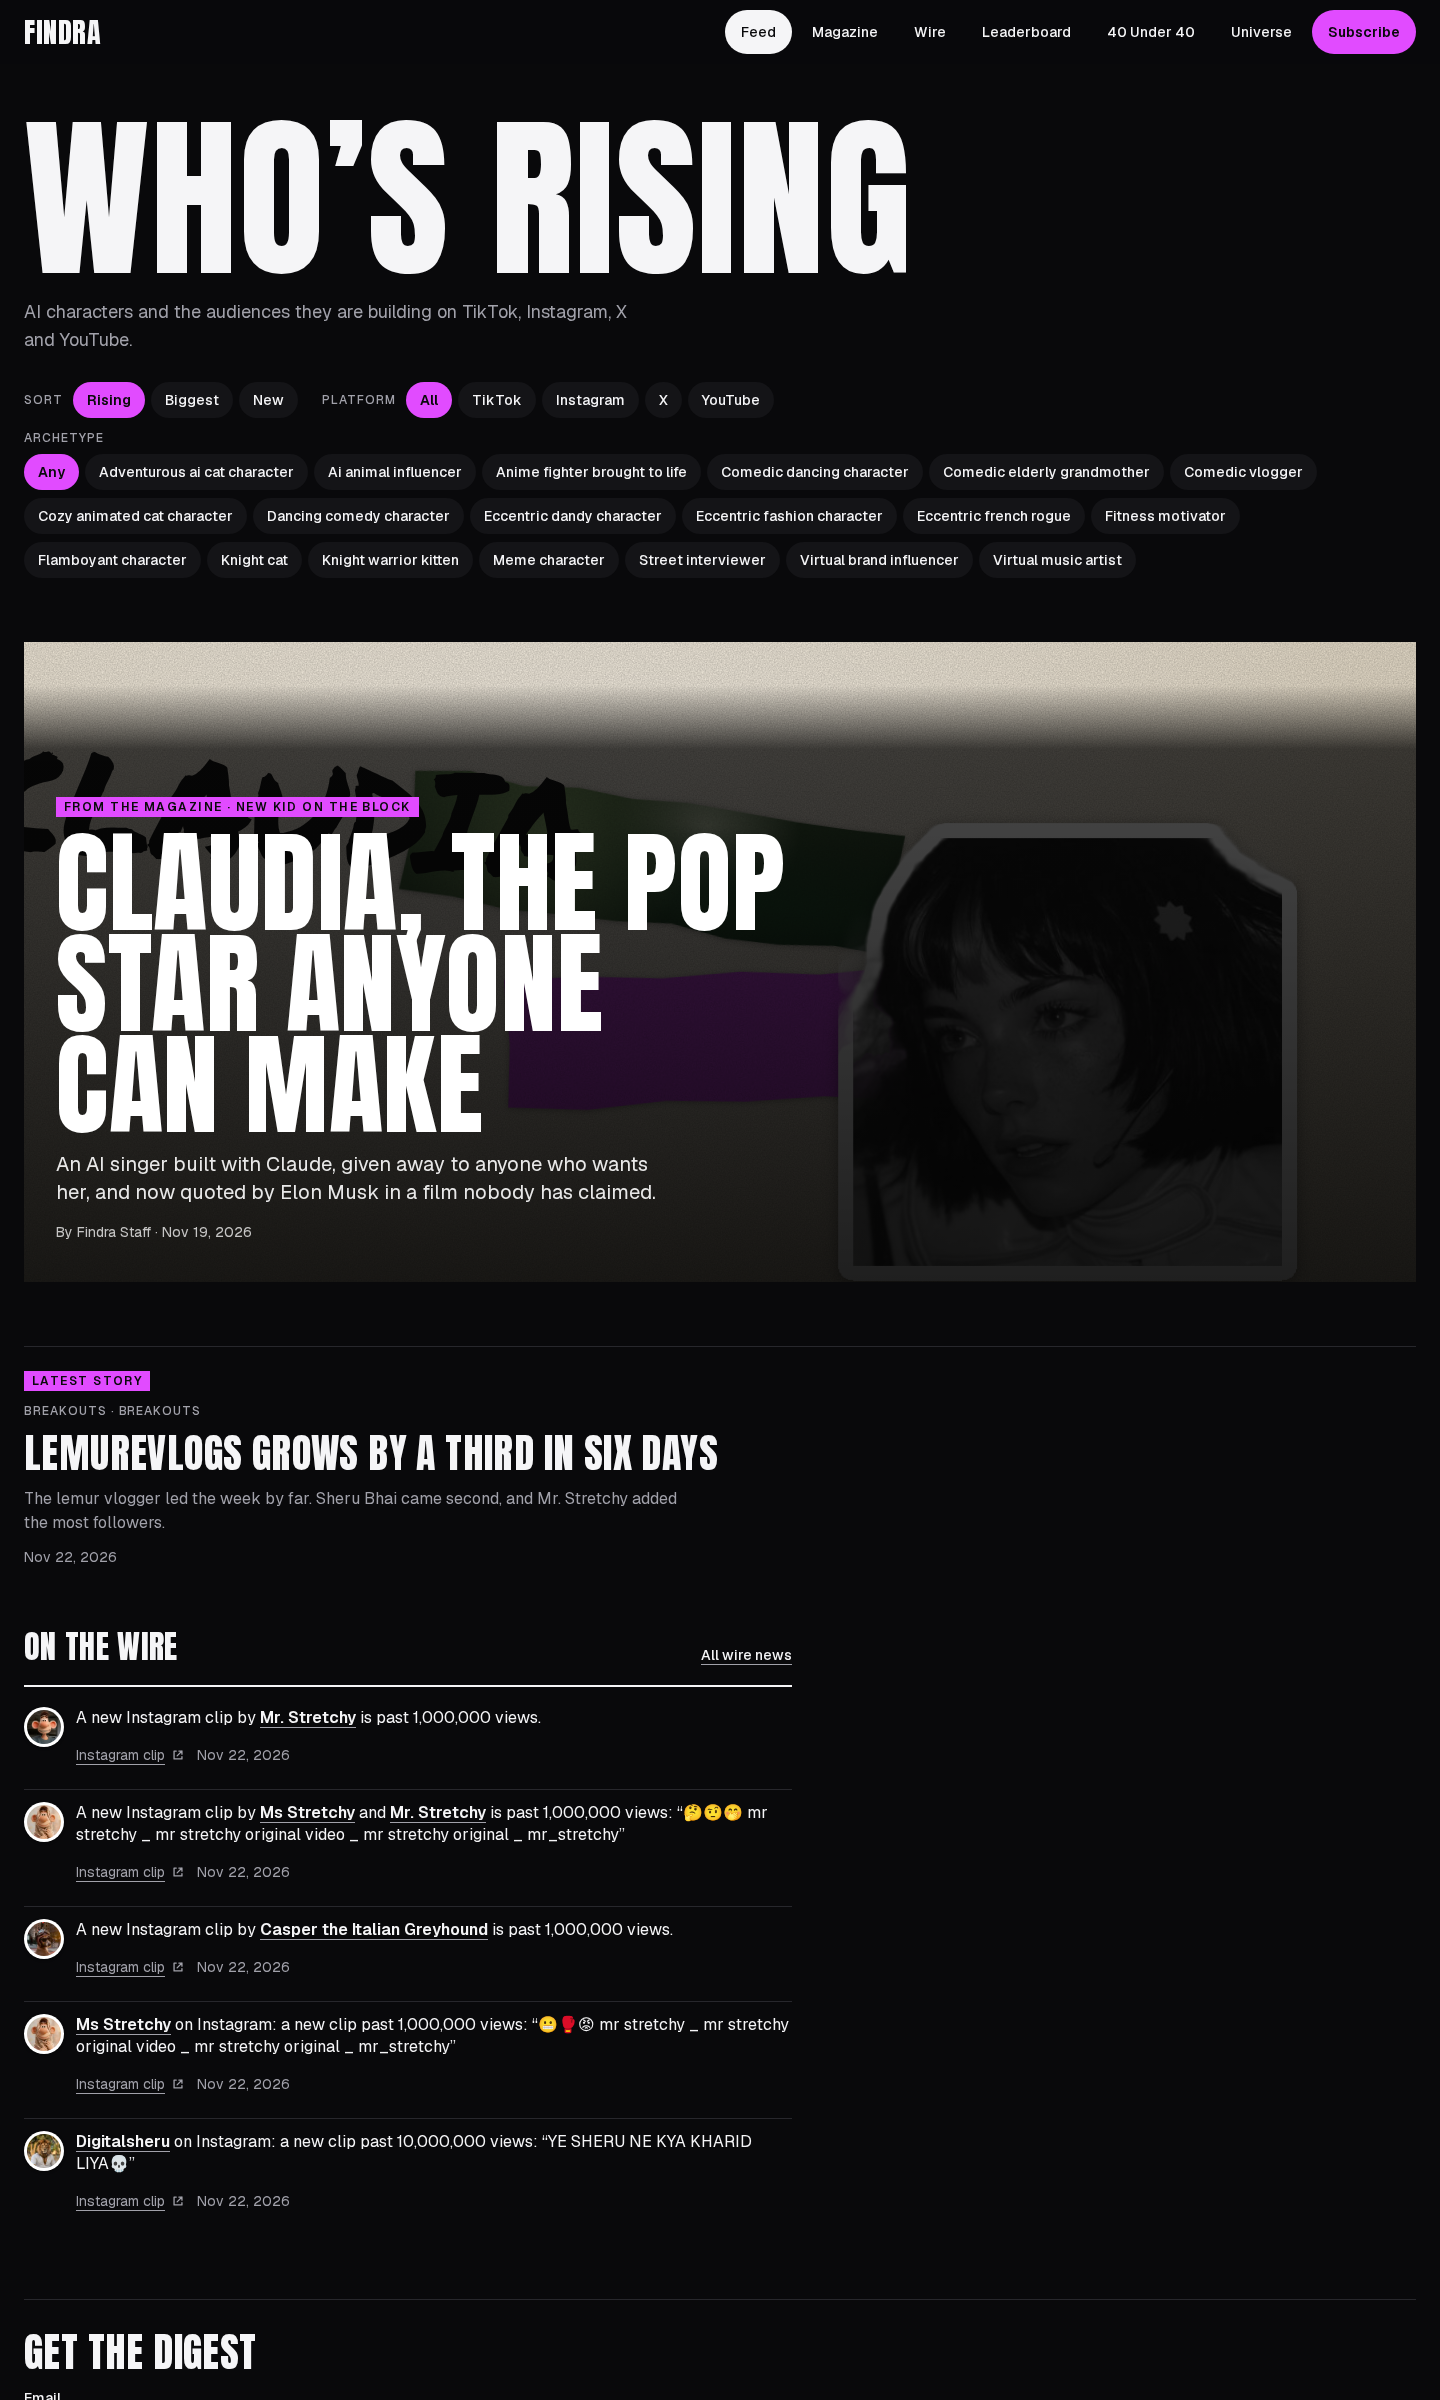 FINDRA
Feed Magazine Wire Leaderboard 40 Under 40 Universe Subscribe
WHO’S RISING
AI characters and the audiences they are building on TikTok, Instagram, X
and YouTube.
SORT Rising Biggest New PLATFORM All TikTok Instagram X YouTube
ARCHETYPE
Any Adventurous ai cat character Ai animal influencer Anime fighter brought to life Comedic dancing character Comedic elderly grandmother Comedic vlogger
Cozy animated cat character Dancing comedy character Eccentric dandy character Eccentric fashion character Eccentric french rogue Fitness motivator
Flamboyant character Knight cat Knight warrior kitten Meme character Street interviewer Virtual brand influencer Virtual music artist
CLAUDIA
FROM THE MAGAZINE · NEW KID ON THE BLOCK
CLAUDIA, THE POP
STAR ANYONE
CAN MAKE
An AI singer built with Claude, given away to anyone who wants
her, and now quoted by Elon Musk in a film nobody has claimed.
By Findra Staff · Nov 19, 2026
LATEST STORY
BREAKOUTS · BREAKOUTS
LEMUREVLOGS GROWS BY A THIRD IN SIX DAYS
The lemur vlogger led the week by far. Sheru Bhai came second, and Mr. Stretchy added
the most followers.
Nov 22, 2026
ON THE WIRE
All wire news
A new Instagram clip by Mr. Stretchy is past 1,000,000 views.
Instagram clip Nov 22, 2026
A new Instagram clip by Ms Stretchy and Mr. Stretchy is past 1,000,000 views: “🤔🤨🤭 mr
stretchy _ mr stretchy original video _ mr stretchy original _ mr_stretchy”
Instagram clip Nov 22, 2026
A new Instagram clip by Casper the Italian Greyhound is past 1,000,000 views.
Instagram clip Nov 22, 2026
Ms Stretchy on Instagram: a new clip past 1,000,000 views: “😬🥊😡 mr stretchy _ mr stretchy
original video _ mr stretchy original _ mr_stretchy”
Instagram clip Nov 22, 2026
Digitalsheru on Instagram: a new clip past 10,000,000 views: “YE SHERU NE KYA KHARID
LIYA💀”
Instagram clip Nov 22, 2026
GET THE DIGEST
Email